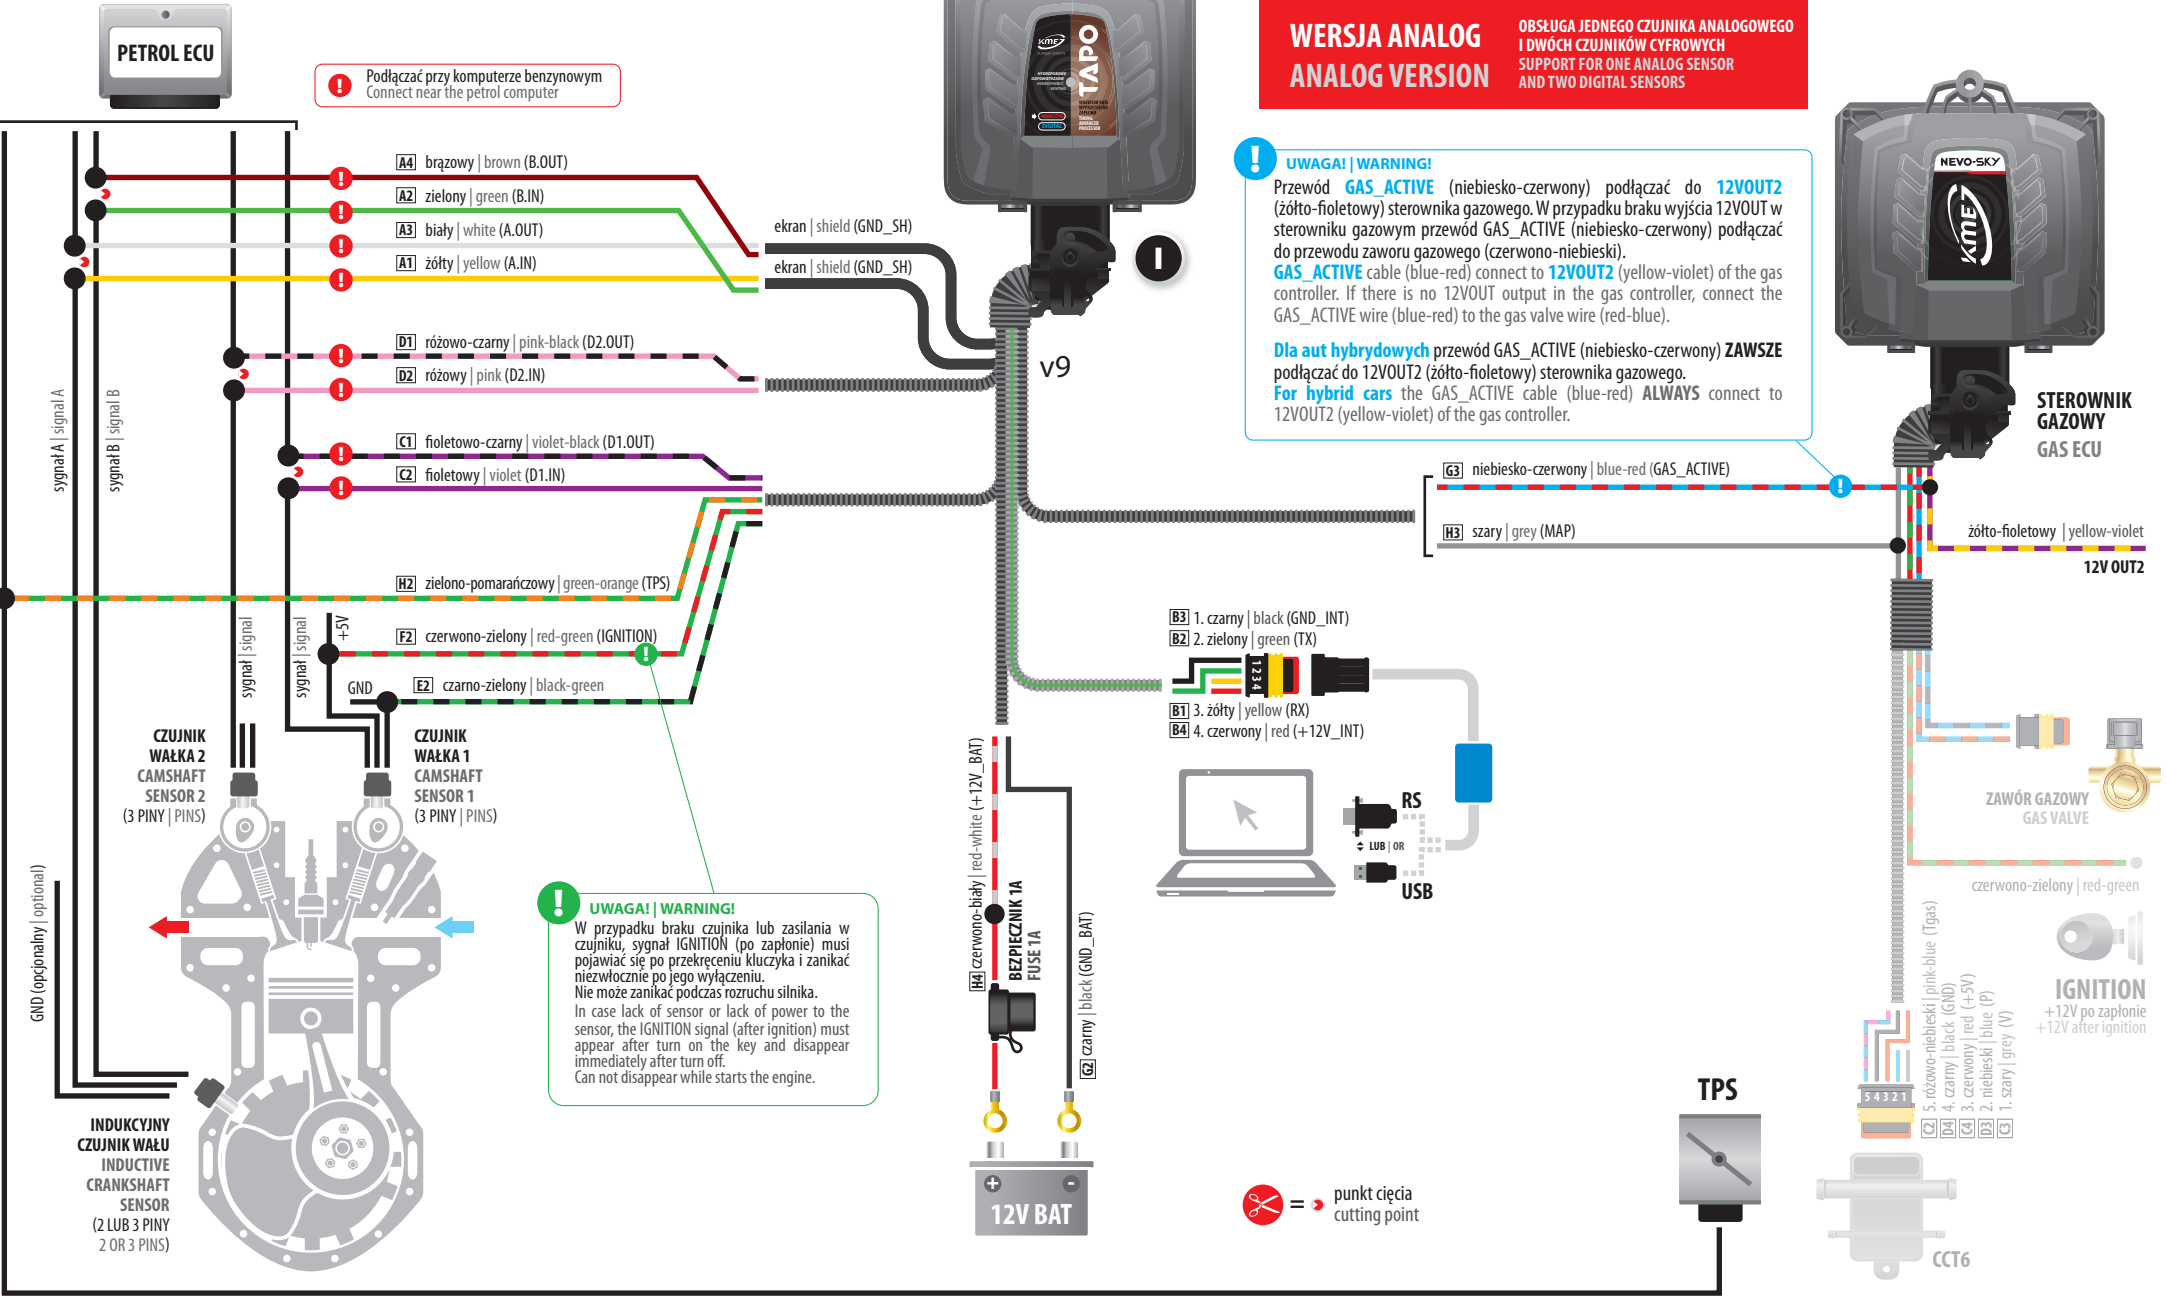 PETROL ECU
Podłączać przy komputerze benzynowym
Connect near the petrol computer
KME
TAPO
WARIATOR KĄTA
WYPRZEDZENIA
ZAPŁONU
TIMING
ADVANCED
PROCESSOR
ANALOG
DIGITAL
WERSJA ANALOG
ANALOG VERSION
OBSŁUGA JEDNEGO CZUJNIKA ANALOGOWEGO
I DWÓCH CZUJNIKÓW CYFROWYCH
SUPPORT FOR ONE ANALOG SENSOR
AND TWO DIGITAL SENSORS
A4 brązowy | brown (B.OUT)
A2 zielony | green (B.IN)
A3 biały | white (A.OUT)
A1 żółty | yellow (A.IN)
ekran | shield (GND_SH)
ekran | shield (GND_SH)
I
v9
D1 różowo-czarny | pink-black (D2.OUT)
D2 różowy | pink (D2.IN)
C1 fioletowo-czarny | violet-black (D1.OUT)
C2 fioletowy | violet (D1.IN)
H2 zielono-pomarańczowy | green-orange (TPS)
F2 czerwono-zielony | red-green (IGNITION)
E2 czarno-zielony | black-green
sygnał A | signal A
sygnał B | signal B
sygnał | signal
sygnał | signal
+5V
GND
UWAGA! | WARNING!
Przewód GAS_ACTIVE (niebiesko-czerwony) podłączać do 12VOUT2
(żółto-fioletowy) sterownika gazowego. W przypadku braku wyjścia 12VOUT w
sterowniku gazowym przewód GAS_ACTIVE (niebiesko-czerwony) podłączać
do przewodu zaworu gazowego (czerwono-niebieski).
GAS_ACTIVE cable (blue-red) connect to 12VOUT2 (yellow-violet) of the gas
controller. If there is no 12VOUT output in the gas controller, connect the
GAS_ACTIVE wire (blue-red) to the gas valve wire (red-blue).
Dla aut hybrydowych przewód GAS_ACTIVE (niebiesko-czerwony) ZAWSZE
podłączać do 12VOUT2 (żółto-fioletowy) sterownika gazowego.
For hybrid cars the GAS_ACTIVE cable (blue-red) ALWAYS connect to
12VOUT2 (yellow-violet) of the gas controller.
NEVO-SKY
KME
STEROWNIK
GAZOWY
GAS ECU
G3 niebiesko-czerwony | blue-red (GAS_ACTIVE)
H3 szary | grey (MAP)
żółto-fioletowy | yellow-violet
12V OUT2
B3 1. czarny | black (GND_INT)
B2 2. zielony | green (TX)
1 2 3 4
B1 3. żółty | yellow (RX)
B4 4. czerwony | red (+12V_INT)
RS
LUB | OR
USB
CZUJNIK
WAŁKA 2
CAMSHAFT
SENSOR 2
(3 PINY | PINS)
CZUJNIK
WAŁKA 1
CAMSHAFT
SENSOR 1
(3 PINY | PINS)
GND (opcjonalny | optional)
INDUKCYJNY
CZUJNIK WAŁU
INDUCTIVE
CRANKSHAFT
SENSOR
(2 LUB 3 PINY
2 OR 3 PINS)
UWAGA! | WARNING!
W przypadku braku czujnika lub zasilania w
czujniku, sygnał IGNITION (po zapłonie) musi
pojawiać się po przekręceniu kluczyka i zanikać
niezwłocznie po jego wyłączeniu.
Nie może zanikać podczas rozruchu silnika.
In case lack of sensor or lack of power to the
sensor, the IGNITION signal (after ignition) must
appear after turn on the key and disappear
immediately after turn off.
Can not disappear while starts the engine.
H4 czerwono-biały | red-white (+12V_BAT)
BEZPIECZNIK 1A
FUSE 1A
G2 czarny | black (GND_BAT)
+ -
12V BAT
= punkt cięcia
cutting point
TPS
ZAWÓR GAZOWY
GAS VALVE
czerwono-zielony | red-green
IGNITION
+12V po zapłonie
+12V after ignition
C2 5. różowo-niebieski | pink-blue (Tgas)
D4 4. czarny | black (GND)
C4 3. czerwony | red (+5V)
D3 2. niebieski | blue (P)
C3 1. szary | grey (V)
5 4 3 2 1
CCT6